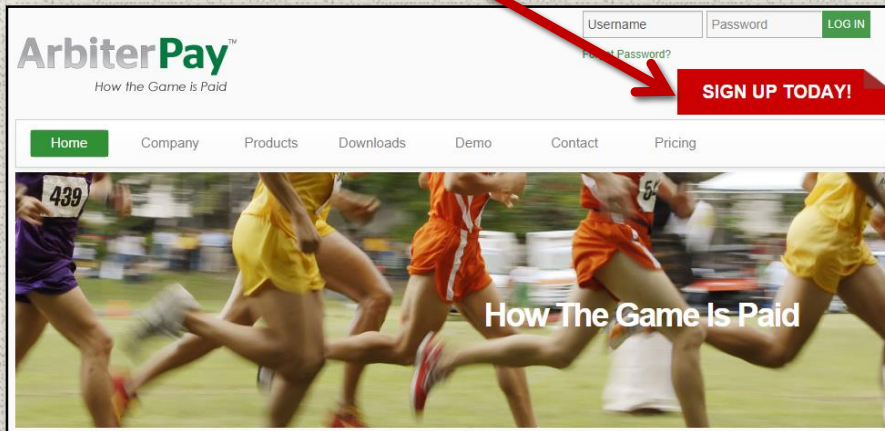 Username
Password
LOG IN
ArbiterPay™
How the Game is Paid
Password?
SIGN UP TODAY!
Home
Company
Products
Downloads
Demo
Contact
Pricing
439
How The Game Is Paid